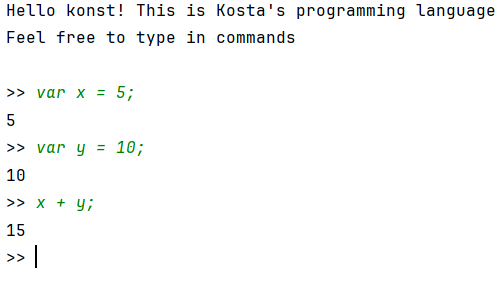 Hello konst! This is Kosta's programming language
Feel free to type in commands
>> var x = 5;
5
>> var y = 10;
10
>> x + y;
15
>>